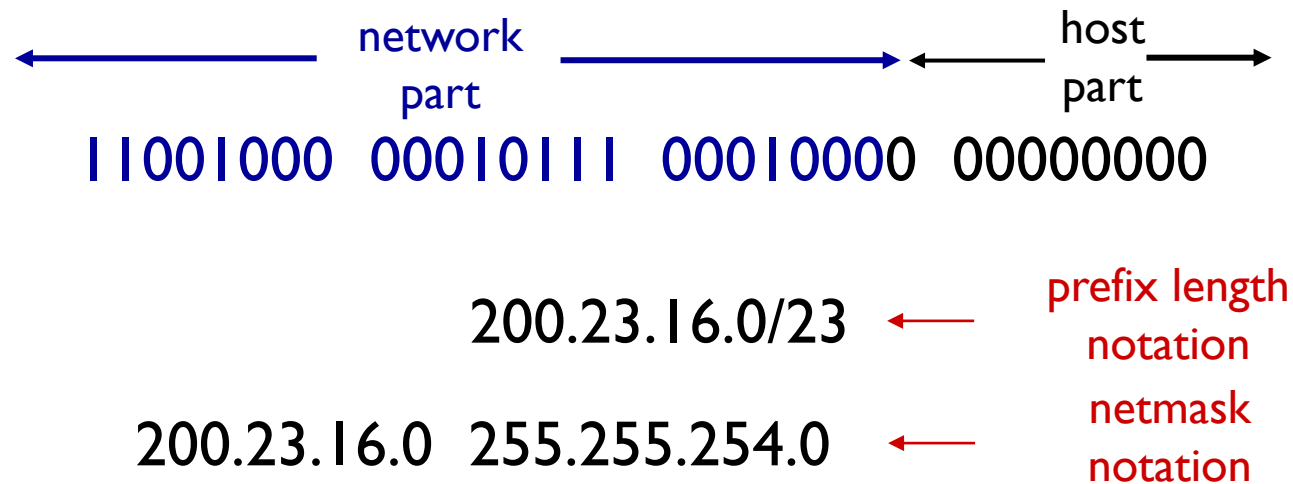 network
part
host
part
11001000 00010111 00010000 00000000
200.23.16.0/23
prefix length
notation
200.23.16.0 255.255.254.0
netmask
notation